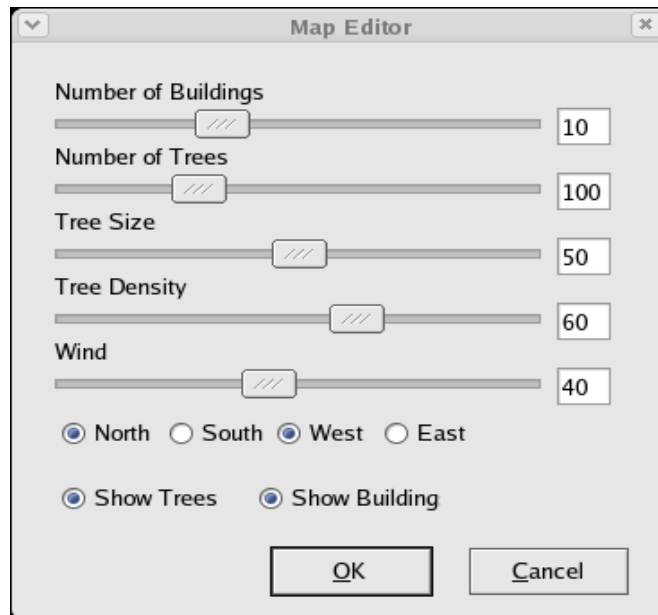 Map Editor
Number of Buildings
10
Number of Trees
100
Tree Size
50
Tree Density
60
Wind
40
North South West East
Show Trees Show Building
OK Cancel